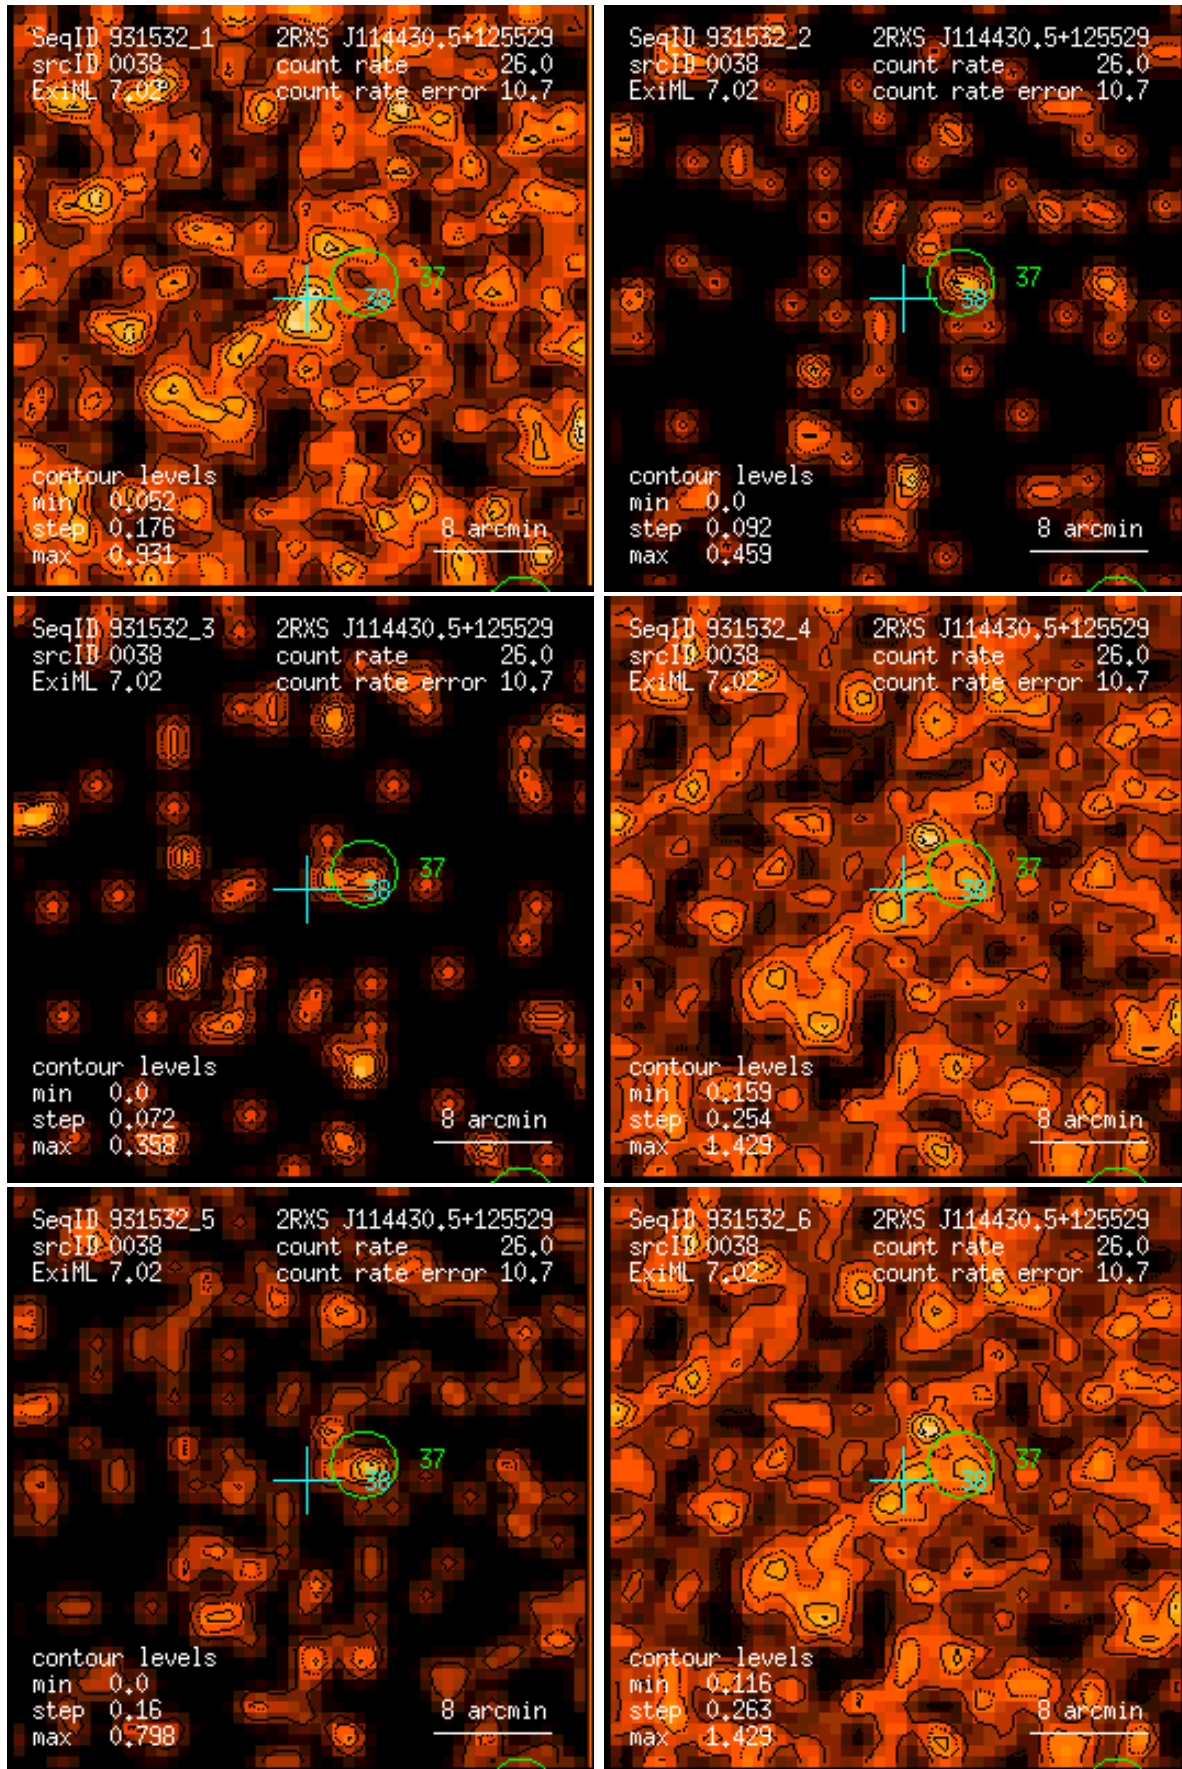 SeqID 931532_1 2RXS J114430.5+125529
srcID 0038 count rate 26.0
ExiML 7.02 count rate error 10.7
37
38
contour levels
min 0.052
step 0.176 8 arcmin
max 0.931
SeqID 931532_2 2RXS J114430.5+125529
srcID 0038 count rate 26.0
ExiML 7.02 count rate error 10.7
37
38
contour levels
min 0.0
step 0.092 8 arcmin
max 0.459
SeqID 931532_3 2RXS J114430.5+125529
srcID 0038 count rate 26.0
ExiML 7.02 count rate error 10.7
37
38
contour levels
min 0.0
step 0.072 8 arcmin
max 0.358
SeqID 931532_4 2RXS J114430.5+125529
srcID 0038 count rate 26.0
ExiML 7.02 count rate error 10.7
37
38
contour levels
min 0.159
step 0.254 8 arcmin
max 1.429
SeqID 931532_5 2RXS J114430.5+125529
srcID 0038 count rate 26.0
ExiML 7.02 count rate error 10.7
37
38
contour levels
min 0.0
step 0.16 8 arcmin
max 0.798
SeqID 931532_6 2RXS J114430.5+125529
srcID 0038 count rate 26.0
ExiML 7.02 count rate error 10.7
37
38
contour levels
min 0.116
step 0.263 8 arcmin
max 1.429